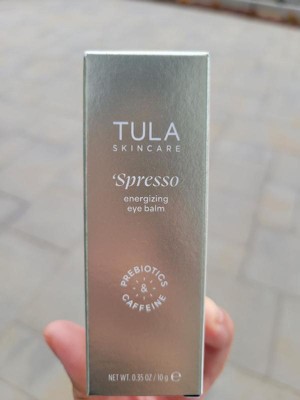 TULA
SKINCARE
‘Spresso
energizing
eye balm
PREBIOTICS
&
CAFFEINE
NET WT. 0.35 OZ / 10 g ℮